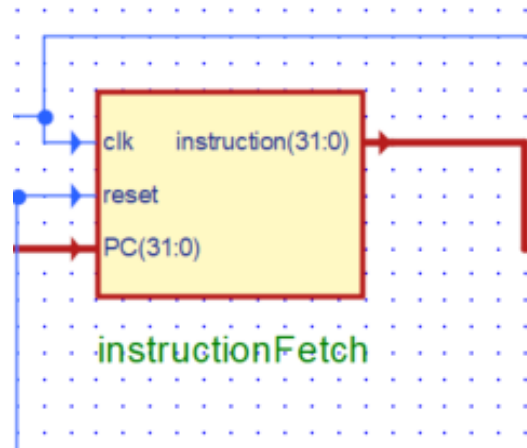 clk instruction(31:0)
reset
PC(31:0)
instructionFetch